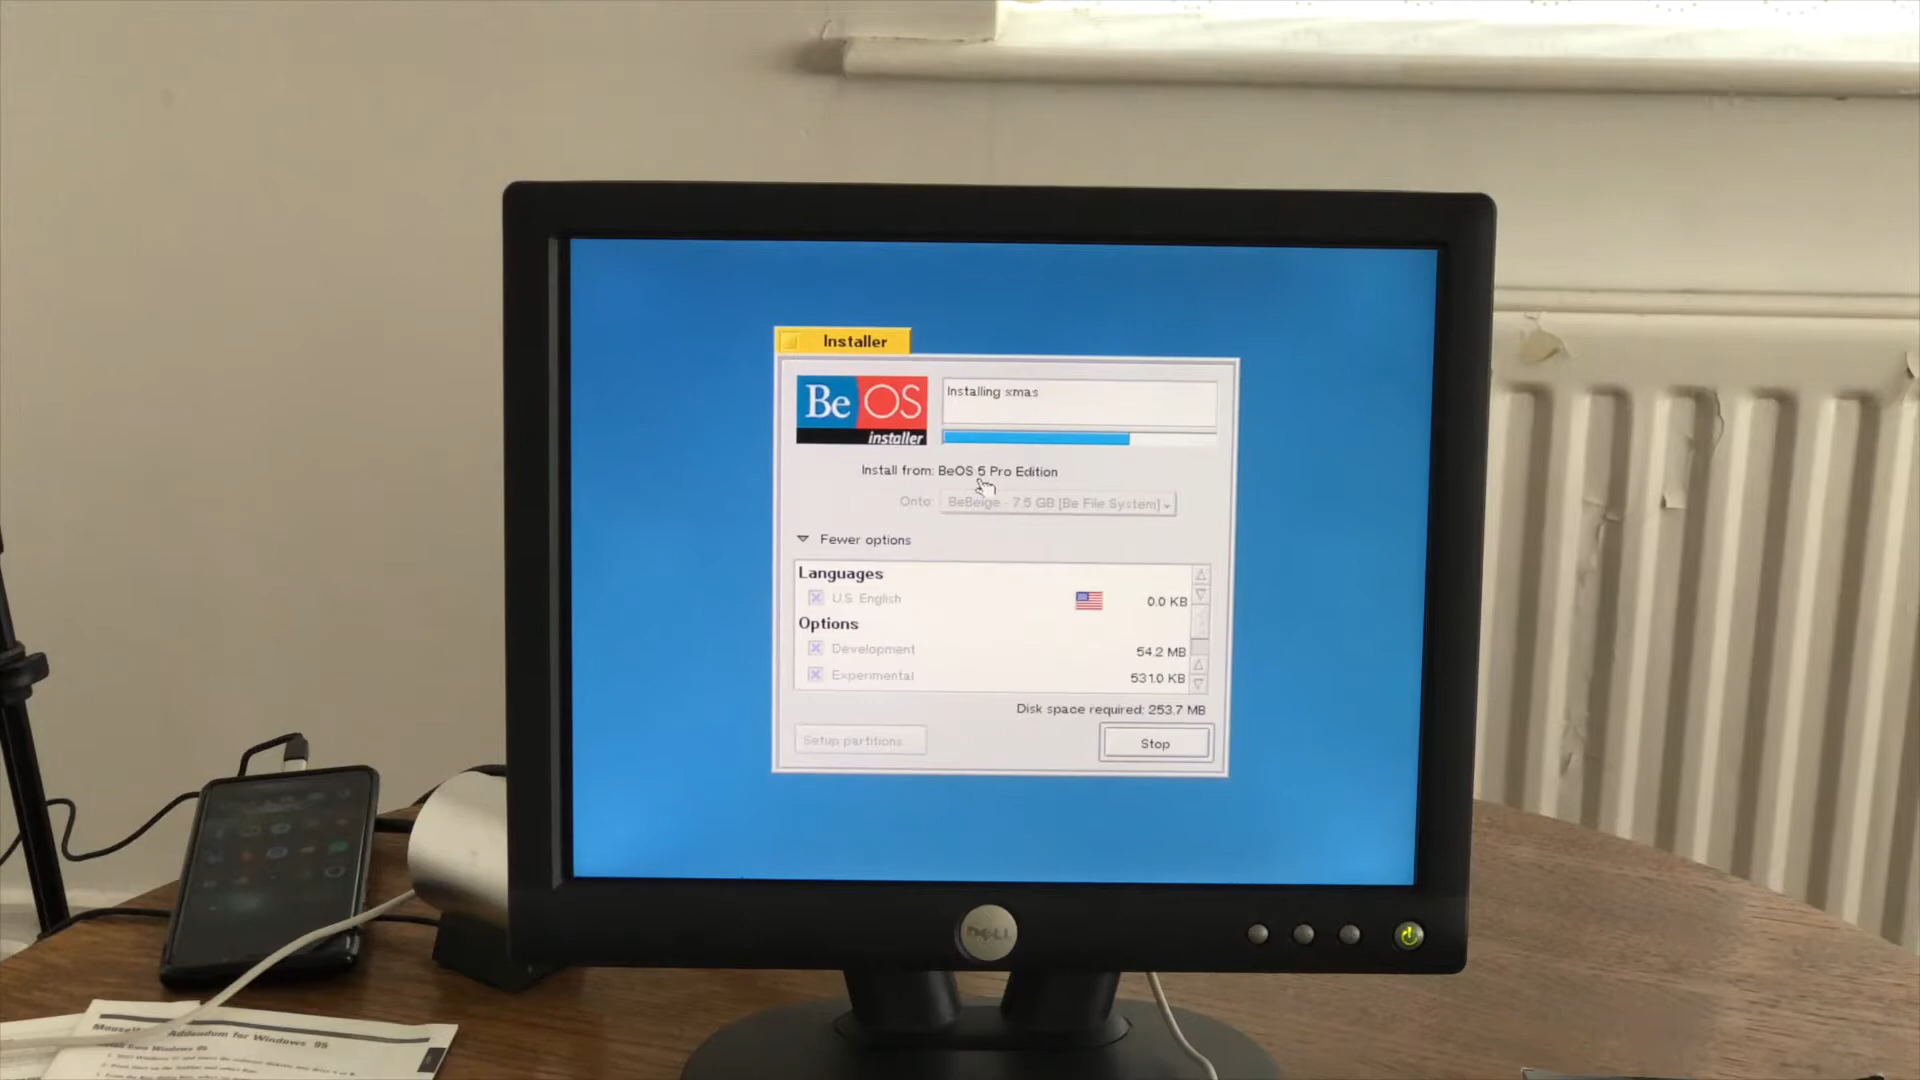 Installer
Be OS
installer
Installing xmas
Install from: BeOS 5 Pro Edition
Onto: BeBeige - 7.5 GB [Be File System]
Fewer options
Languages
U.S. English 0.0 KB
Options
Development 54.2 MB
Experimental 531.0 KB
Disk space required: 253.7 MB
Setup partitions
Stop
DELL
Addendum for Windows 95